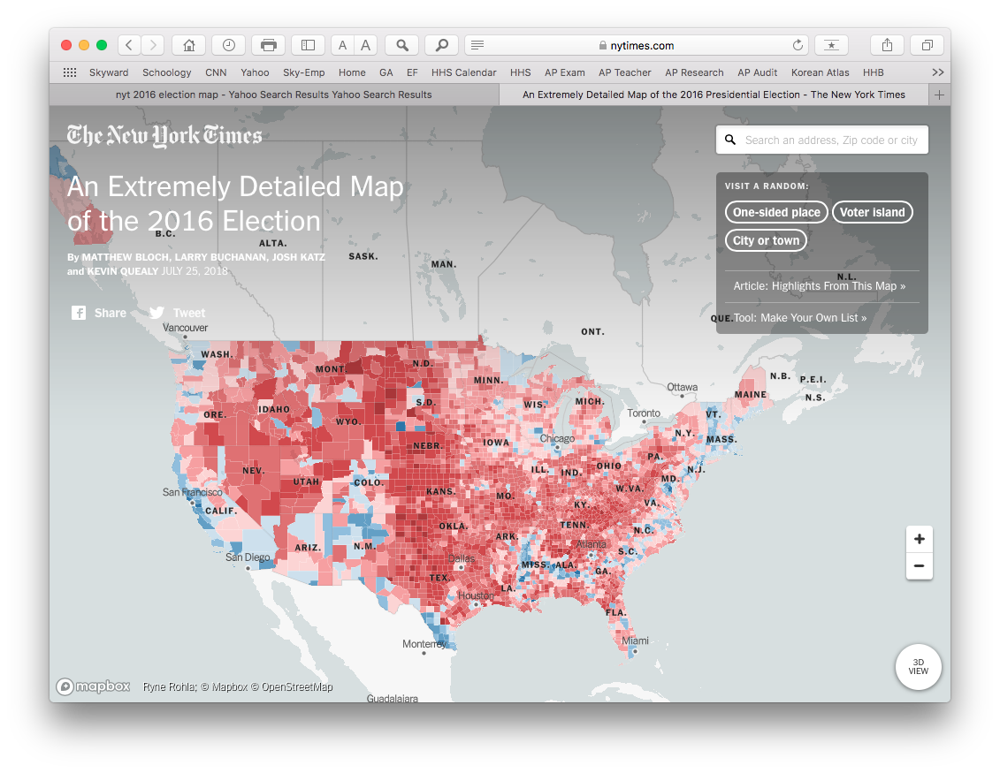 A A
nytimes.com
Skyward Schoology CNN Yahoo Sky-Emp Home GA EF HHS Calendar HHS AP Exam AP Teacher AP Research AP Audit Korean Atlas HHB
nyt 2016 election map - Yahoo Search Results Yahoo Search Results
An Extremely Detailed Map of the 2016 Presidential Election - The New York Times
The New York Times
Search an address, Zip code or city
An Extremely Detailed Map
of the 2016 Election
By MATTHEW BLOCH, LARRY BUCHANAN, JOSH KATZ
and KEVIN QUEALY JULY 25, 2018
Share
Tweet
VISIT A RANDOM:
One-sided place
Voter island
City or town
Article: Highlights From This Map »
Tool: Make Your Own List »
B.C.
ALTA.
SASK.
MAN.
N.L.
QUE.
ONT.
Vancouver
WASH.
MONT
N.D.
MINN.
N.B.
P.E.I.
Ottawa
MAINE
N.S.
ORE.
IDAHO
S.D.
WIS.
MICH.
Toronto
VT.
WYO.
N.Y.
MASS.
NEBR.
IOWA
Chicago
PA.
NEV.
ILL.
IND.
OHIO
N.J.
UTAH
COLO.
MD.
San Francisco
KANS.
MO.
W.VA.
VA.
CALIF.
KY.
OKLA.
TENN.
N.C.
ARIZ.
N.M.
ARK.
Atlanta
S.C.
San Diego
Dallas
MISS.
ALA.
GA.
TEX.
LA.
Houston
FLA.
Monterrey
Miami
Guadalajara
+
−
3D
VIEW
mapbox
Ryne Rohla; © Mapbox © OpenStreetMap